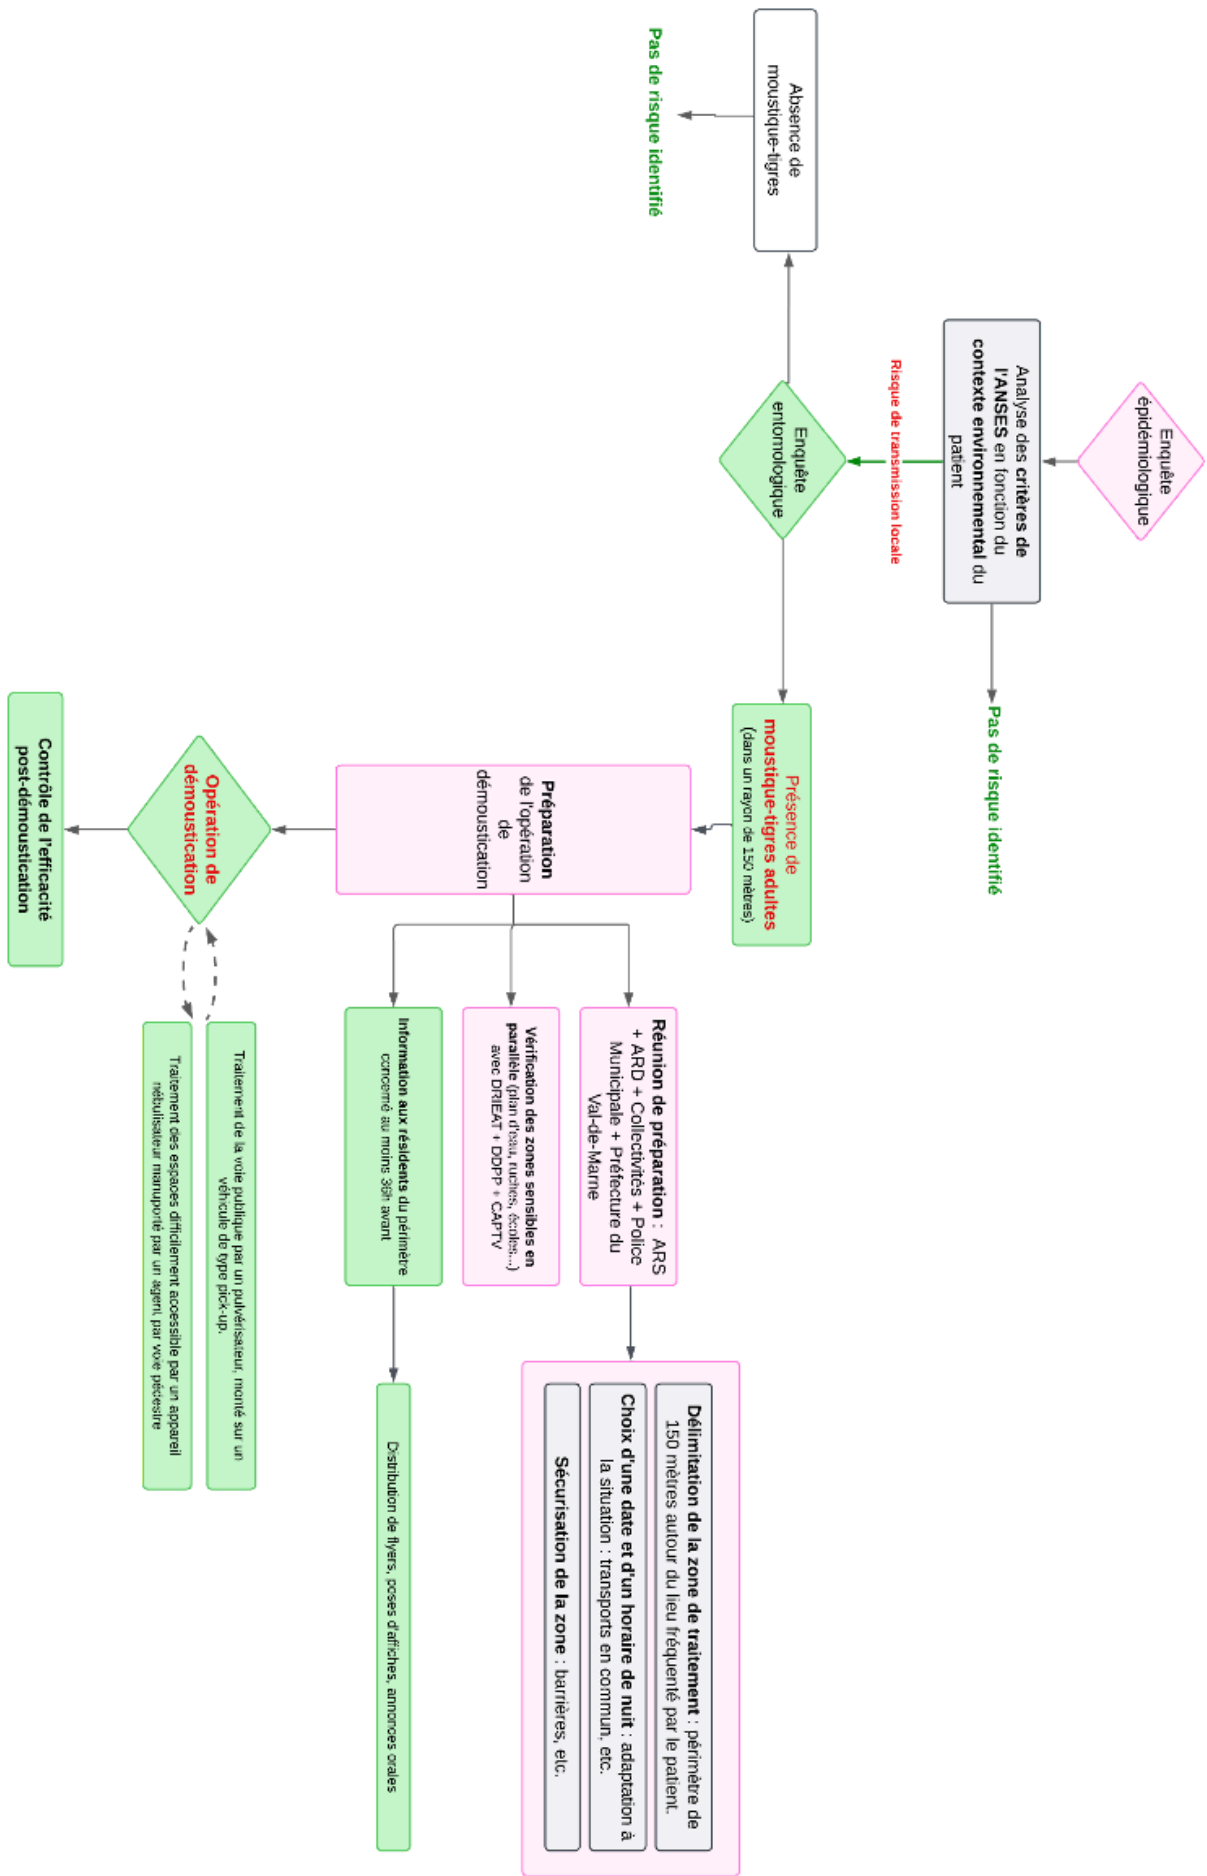 Enquête
épidémiologique
Analyse des critères de
l'ANSES en fonction du
contexte environnemental du
patient
Pas de risque identifié
Risque de transmission locale
Enquête
entomologique
Absence de
moustique-tigres
Pas de risque identifié
Présence de
moustique-tigres adultes
(dans un rayon de 150 mètres)
Préparation
de l'opération
de
démoustication
Réunion de préparation : ARS
+ ARD + Collectivités + Police
Municipale + Préfecture du
Val-de-Marne
Délimitation de la zone de traitement : périmètre de
150 mètres autour du lieu fréquenté par le patient.
Choix d'une date et d'un horaire de nuit : adaptation à
la situation : transports en commun, etc.
Sécurisation de la zone : barrières, etc.
Vérification des zones sensibles en
parallèle (plan d'eau, ruches, écoles...)
avec DRIEAT + DDPP + CAPTV
Information aux résidents du périmètre
concerné au moins 36h avant
Distribution de flyers, poses d'affiches, annonces orales
Opération de
démoustication
Traitement de la voie publique par un pulvérisateur, monté sur un
véhicule de type pick-up.
Traitement des espaces difficilement accessible par un appareil
nébulisateur manuporté par un agent par voie pédestre
Contrôle de l'efficacité
post-démoustication